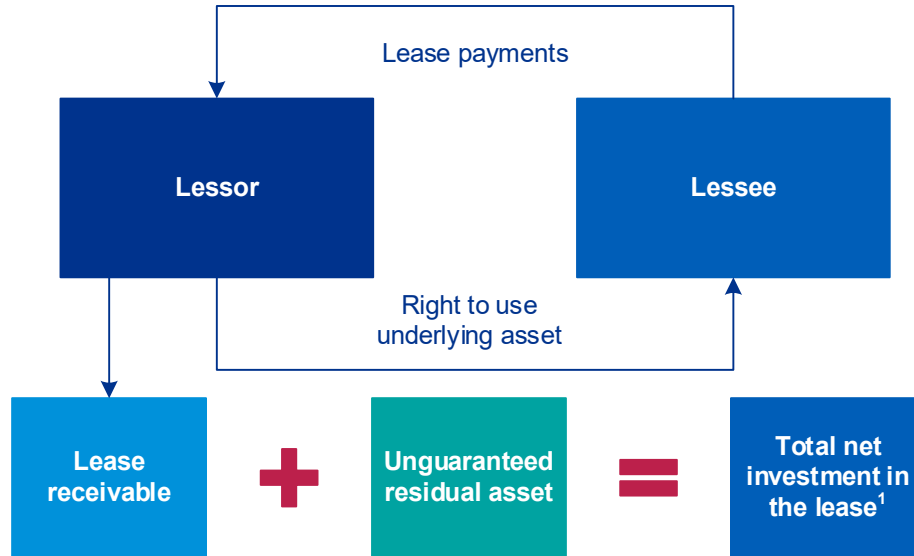 Lease payments
Lessor
Lessee
Right to use
underlying asset
Lease
receivable
Unguaranteed
residual asset
Total net
investment in
the lease¹